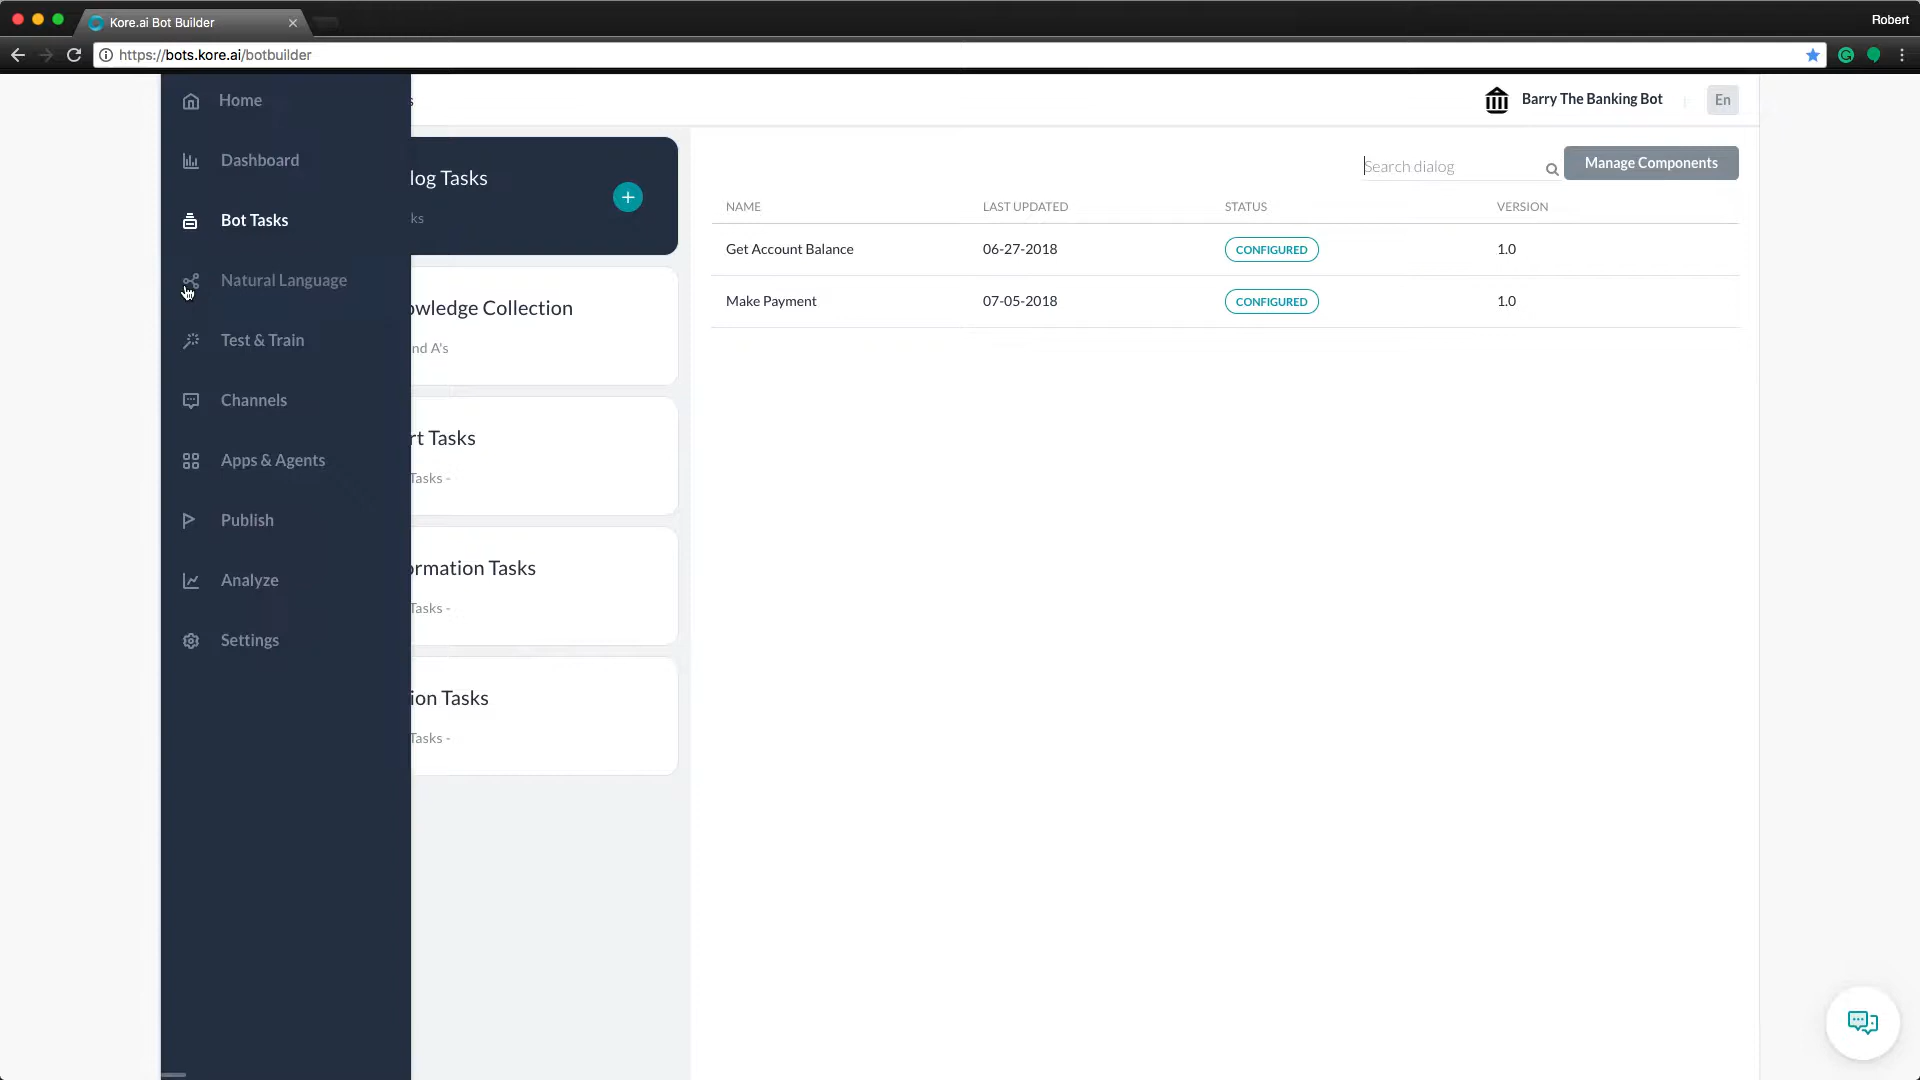 Kore.ai Bot Builder
Robert
https://bots.kore.ai/botbuilder
Home
Dashboard
Bot Tasks
Natural Language
Test & Train
Channels
Apps & Agents
Publish
Analyze
Settings
s
Barry The Banking Bot
En
log Tasks
ks
owledge Collection
nd A's
rt Tasks
Tasks -
ormation Tasks
Tasks -
ion Tasks
Tasks -
Search dialog
Manage Components
NAME LAST UPDATED STATUS VERSION
Get Account Balance 06-27-2018 CONFIGURED 1.0
Make Payment 07-05-2018 CONFIGURED 1.0